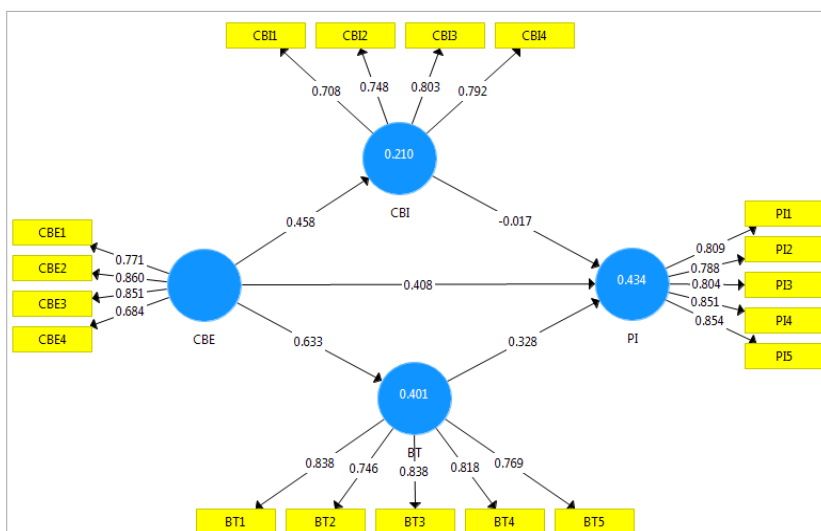 CBI1 CBI2 CBI3 CBI4
0.708 0.748 0.803 0.792
0.210
CBI
0.458 -0.017
CBE1
CBE2
CBE3
CBE4
0.771
0.860
0.851
0.684
CBE
0.408
PI1
PI2
PI3
PI4
PI5
0.809
0.788
0.804
0.851
0.854
0.434
PI
0.633 0.328
0.401
BT
0.838 0.746 0.838 0.818 0.769
BT1 BT2 BT3 BT4 BT5